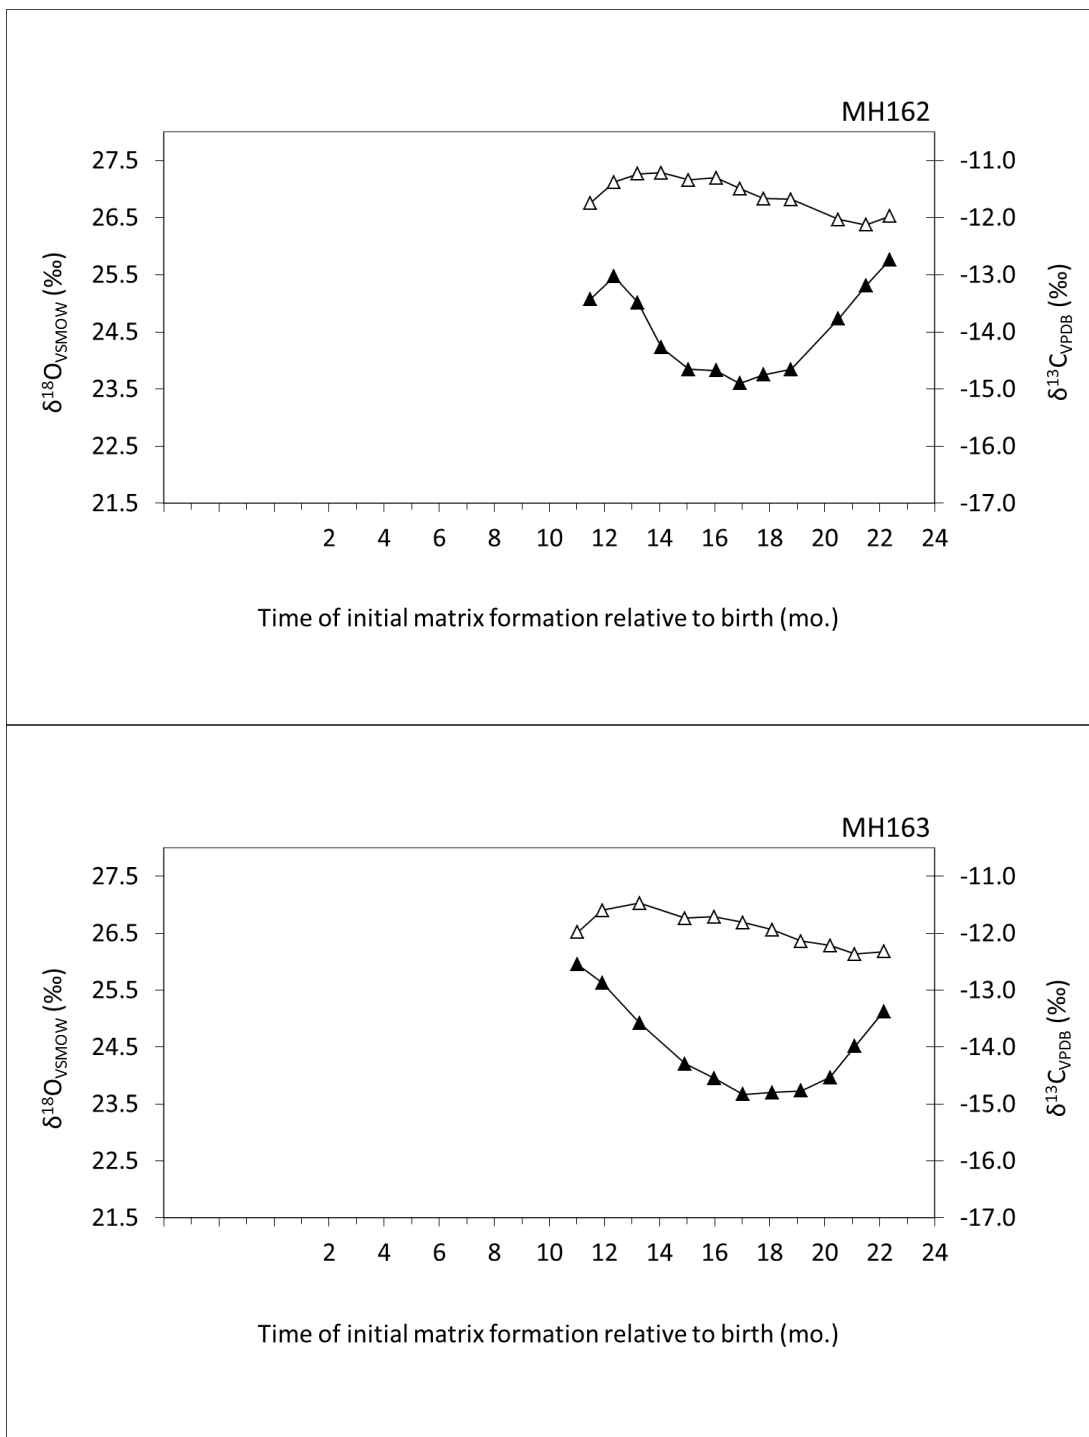 MH162
27.5 -11.0
26.5 -12.0
25.5 -13.0
24.5 -14.0
23.5 -15.0
22.5 -16.0
21.5 -17.0
δ18OVSMOW (‰)
δ13CVPDB (‰)
2 4 6 8 10 12 14 16 18 20 22 24
Time of initial matrix formation relative to birth (mo.)
MH163
27.5 -11.0
26.5 -12.0
25.5 -13.0
24.5 -14.0
23.5 -15.0
22.5 -16.0
21.5 -17.0
δ18OVSMOW (‰)
δ13CVPDB (‰)
2 4 6 8 10 12 14 16 18 20 22 24
Time of initial matrix formation relative to birth (mo.)